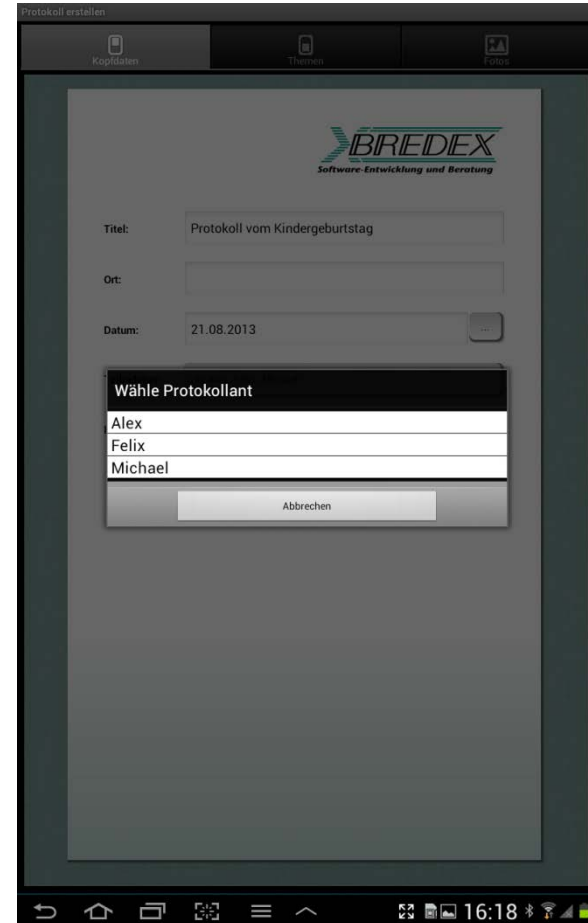 Protokoll erstellen
Kopfdaten
Themen
Fotos
BREDEX
Software-Entwicklung und Beratung
Titel:
Protokoll vom Kindergeburtstag
Ort:
Datum:
21.08.2013
...
Wähle Protokollant
Alex
Felix
Michael
Abbrechen
16:18